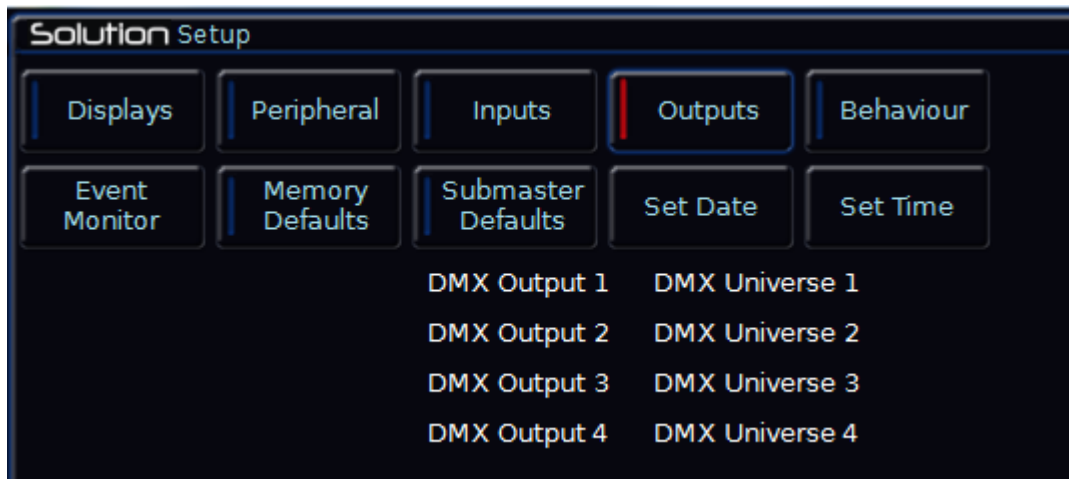 Solution Setup
Displays
Peripheral
Inputs
Outputs
Behaviour
Event
Monitor
Memory
Defaults
Submaster
Defaults
Set Date
Set Time
DMX Output 1 DMX Universe 1
DMX Output 2 DMX Universe 2
DMX Output 3 DMX Universe 3
DMX Output 4 DMX Universe 4